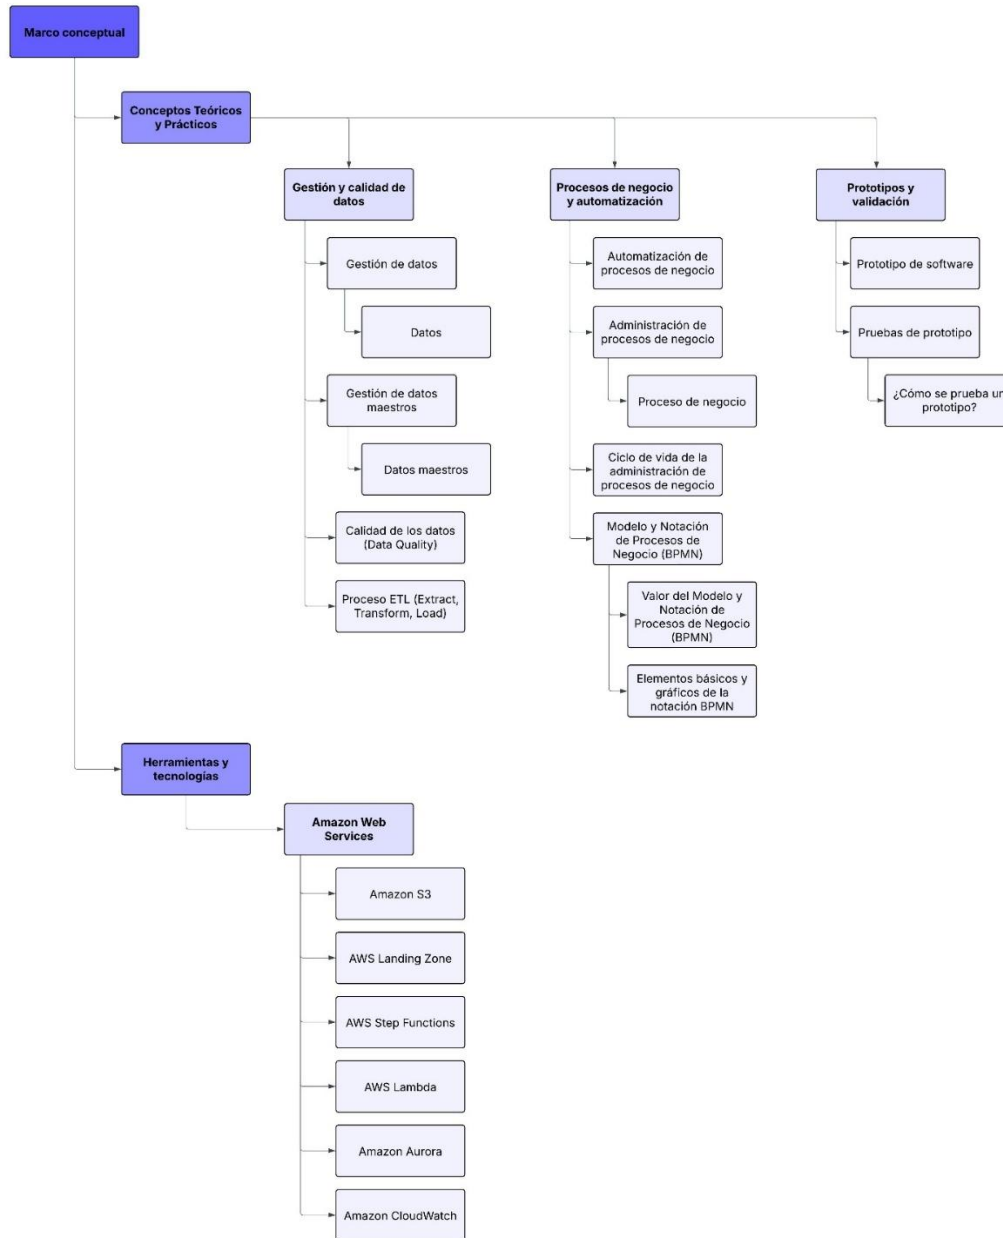 Marco conceptual
Conceptos Teóricos
y Prácticos
Gestión y calidad de
datos
Gestión de datos
Datos
Gestión de datos
maestros
Datos maestros
Calidad de los datos
(Data Quality)
Proceso ETL (Extract,
Transform, Load)
Procesos de negocio
y automatización
Automatización de
procesos de negocio
Administración de
procesos de negocio
Proceso de negocio
Ciclo de vida de la
administración de
procesos de negocio
Modelo y Notación
de Procesos de
Negocio (BPMN)
Valor del Modelo y
Notación de
Procesos de Negocio
(BPMN)
Elementos básicos y
gráficos de la
notación BPMN
Prototipos y
validación
Prototipo de software
Pruebas de prototipo
¿Cómo se prueba un
prototipo?
Herramientas y
tecnologías
Amazon Web
Services
Amazon S3
AWS Landing Zone
AWS Step Functions
AWS Lambda
Amazon Aurora
Amazon CloudWatch